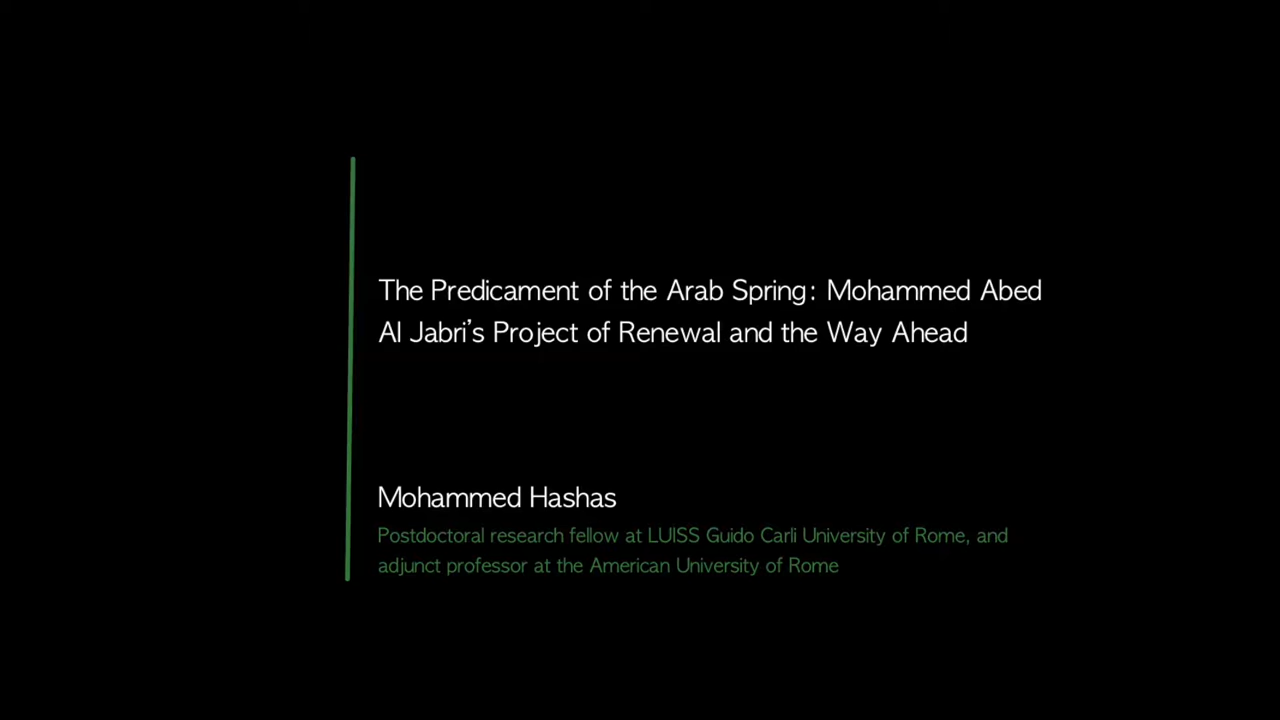 The Predicament of the Arab Spring: Mohammed Abed
Al Jabri’s Project of Renewal and the Way Ahead
Mohammed Hashas
Postdoctoral research fellow at LUISS Guido Carli University of Rome, and
adjunct professor at the American University of Rome